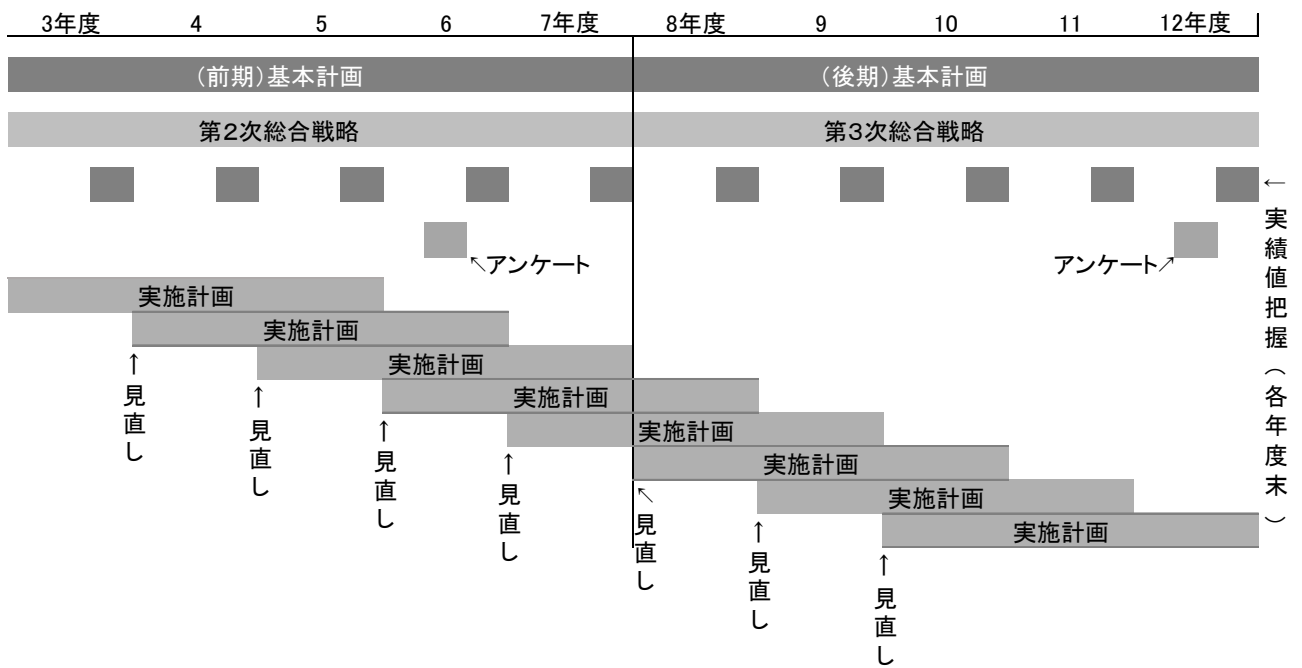 3年度 4 5 6 7年度 8年度 9 10 11 12年度
(前期)基本計画 (後期)基本計画
第2次総合戦略 第3次総合戦略
←実績値把握(各年度末)
↖アンケート アンケート↗
実施計画
実施計画
実施計画
実施計画
実施計画
実施計画
実施計画
実施計画
↑見直し
↑見直し
↑見直し
↑見直し
↖見直し
↑見直し
↑見直し